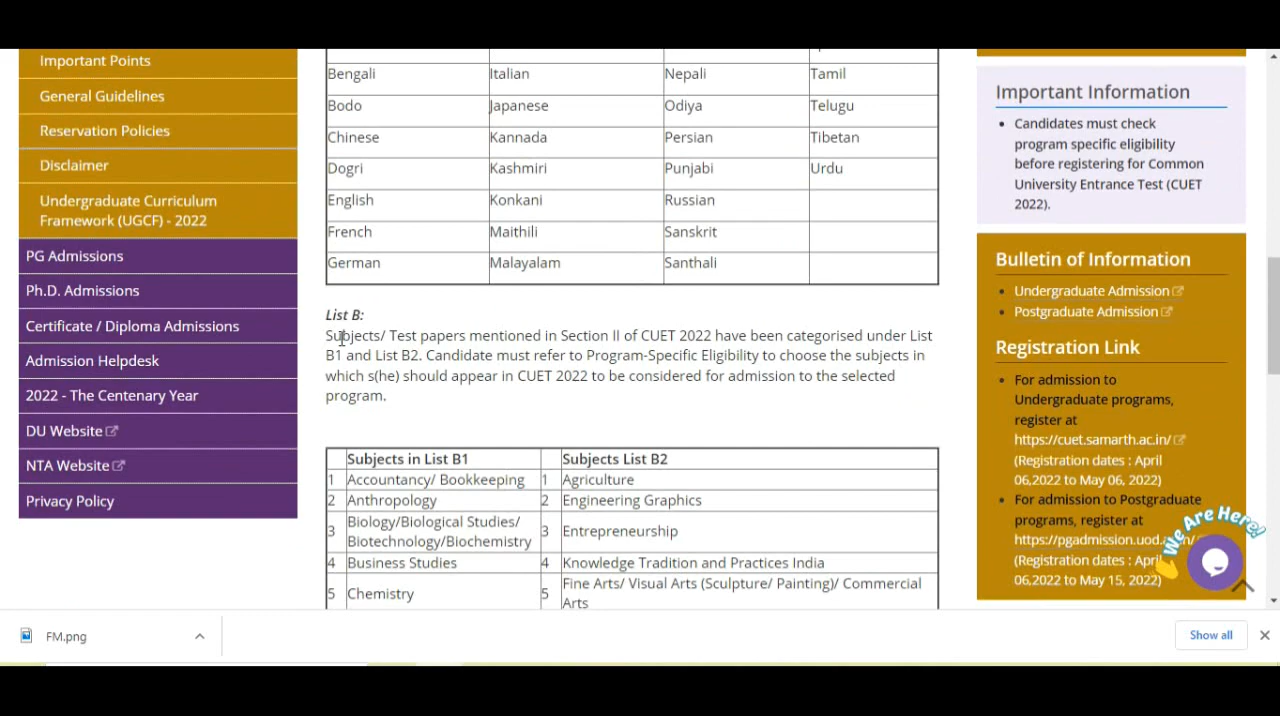 Important Points
General Guidelines
Reservation Policies
Disclaimer
Undergraduate Curriculum
Framework (UGCF) - 2022
PG Admissions
Ph.D. Admissions
Certificate / Diploma Admissions
Admission Helpdesk
2022 - The Centenary Year
DU Website
NTA Website
Privacy Policy
Bengali Italian Nepali Tamil
Bodo Japanese Odiya Telugu
Chinese Kannada Persian Tibetan
Dogri Kashmiri Punjabi Urdu
English Konkani Russian
French Maithili Sanskrit
German Malayalam Santhali
List B:
Subjects/ Test papers mentioned in Section II of CUET 2022 have been categorised under List
B1 and List B2. Candidate must refer to Program-Specific Eligibility to choose the subjects in
which s(he) should appear in CUET 2022 to be considered for admission to the selected
program.
Subjects in List B1 Subjects List B2
1 Accountancy/ Bookkeeping 1 Agriculture
2 Anthropology 2 Engineering Graphics
3 Biology/Biological Studies/
Biotechnology/Biochemistry 3 Entrepreneurship
4 Business Studies 4 Knowledge Tradition and Practices India
5 Chemistry 5 Fine Arts/ Visual Arts (Sculpture/ Painting)/ Commercial
Arts
Important Information
• Candidates must check
program specific eligibility
before registering for Common
University Entrance Test (CUET
2022).
Bulletin of Information
• Undergraduate Admission
• Postgraduate Admission
Registration Link
• For admission to
Undergraduate programs,
register at
https://cuet.samarth.ac.in/
(Registration dates : April
06,2022 to May 06, 2022)
• For admission to Postgraduate
programs, register at
https://pgadmission.uod.
(Registration dates : April
06,2022 to May 15, 2022)
We Are Here!
FM.png
Show all